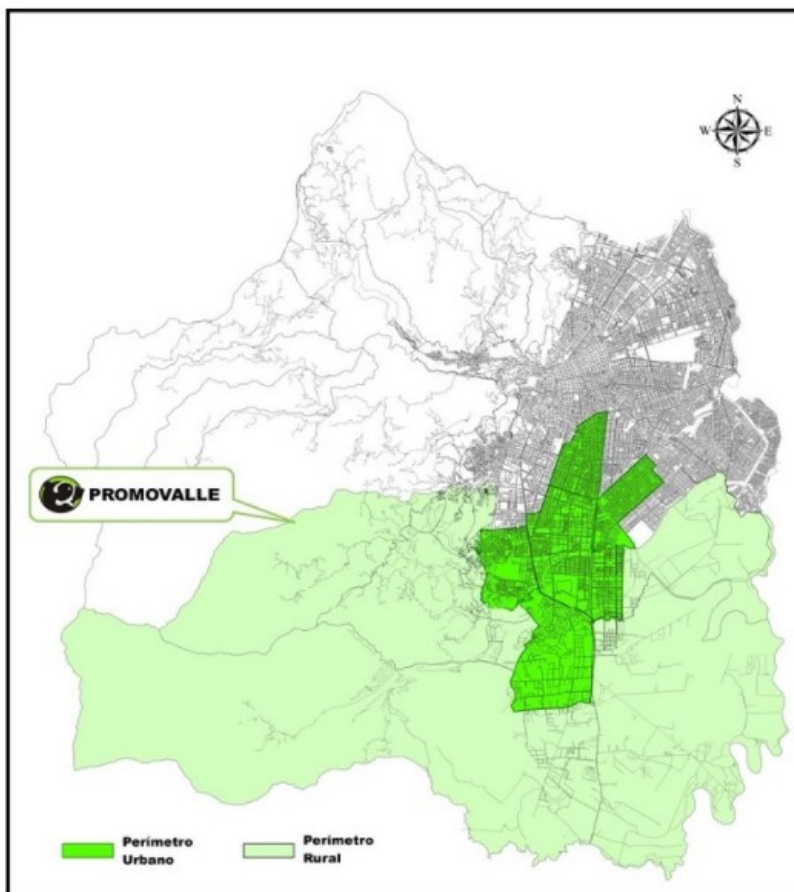 N
W E
S
PROMOVALLE
Perímetro
Urbano
Perímetro
Rural